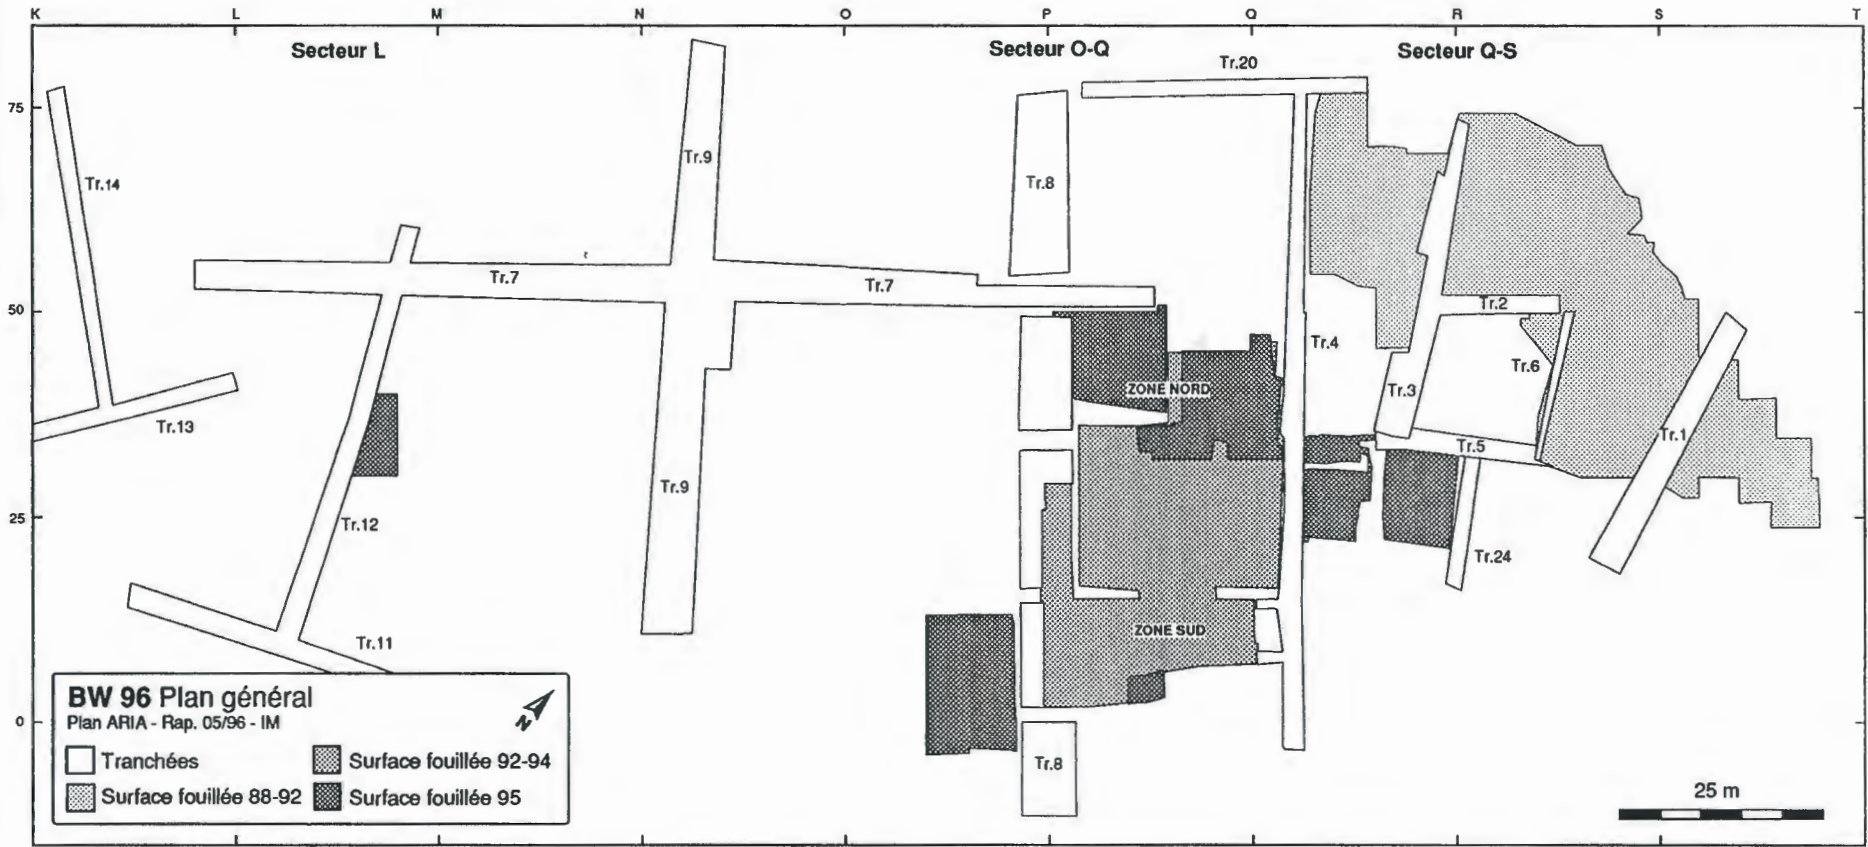 K L M N O P Q R S T
Secteur L
Secteur O-Q
Secteur Q-S
Tr.20
75
Tr.9
Tr.14
Tr.8
Tr.7
Tr.7
50
Tr.2
Tr.4
Tr.6
ZONE NORD
Tr.3
Tr.13
Tr.1
Tr.5
Tr.9
25
Tr.12
Tr.24
ZONE SUD
Tr.11
BW 96 Plan général
Plan ARIA - Rap. 05/96 - IM
N
0
Tranchées
Surface fouillée 92-94
Surface fouillée 88-92
Surface fouillée 95
Tr.8
25 m